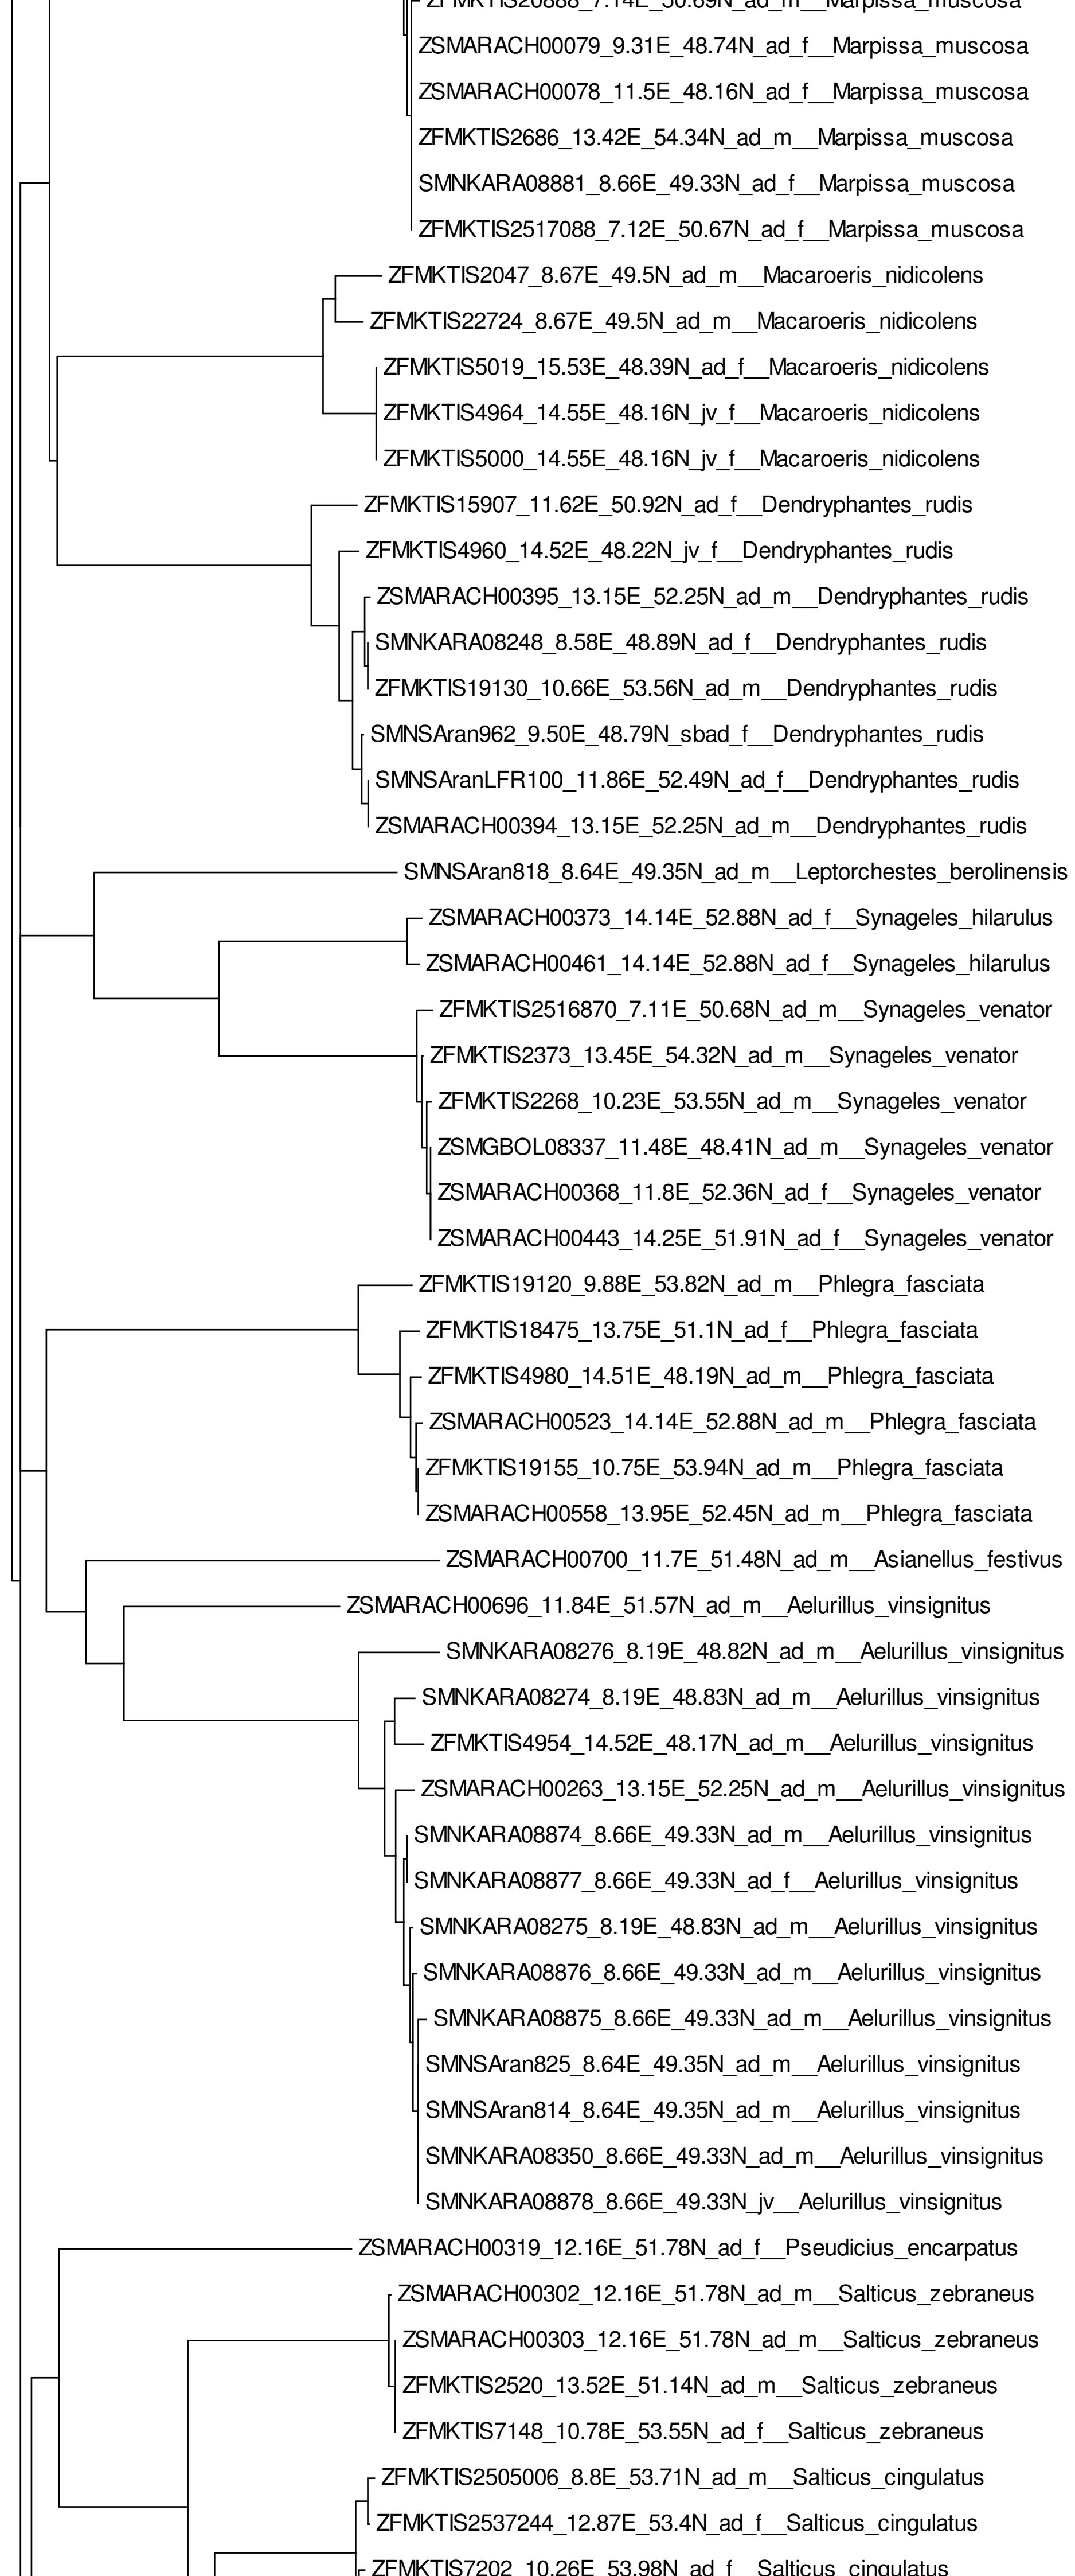 ZFMKTIS20888_7.14E_50.69N_ad_m__Marpissa_muscosa
ZSMARACH00079_9.31E_48.74N_ad_f__Marpissa_muscosa
ZSMARACH00078_11.5E_48.16N_ad_f__Marpissa_muscosa
ZFMKTIS2686_13.42E_54.34N_ad_m__Marpissa_muscosa
SMNKARA08881_8.66E_49.33N_ad_f__Marpissa_muscosa
ZFMKTIS2517088_7.12E_50.67N_ad_f__Marpissa_muscosa
ZFMKTIS2047_8.67E_49.5N_ad_m__Macaroeris_nidicolens
ZFMKTIS22724_8.67E_49.5N_ad_m__Macaroeris_nidicolens
ZFMKTIS5019_15.53E_48.39N_ad_f__Macaroeris_nidicolens
ZFMKTIS4964_14.55E_48.16N_jv_f__Macaroeris_nidicolens
ZFMKTIS5000_14.55E_48.16N_jv_f__Macaroeris_nidicolens
ZFMKTIS15907_11.62E_50.92N_ad_f__Dendryphantes_rudis
ZFMKTIS4960_14.52E_48.22N_jv_f__Dendryphantes_rudis
ZSMARACH00395_13.15E_52.25N_ad_m__Dendryphantes_rudis
SMNKARA08248_8.58E_48.89N_ad_f__Dendryphantes_rudis
ZFMKTIS19130_10.66E_53.56N_ad_m__Dendryphantes_rudis
SMNSAran962_9.50E_48.79N_sbad_f__Dendryphantes_rudis
SMNSAranLFR100_11.86E_52.49N_ad_f__Dendryphantes_rudis
ZSMARACH00394_13.15E_52.25N_ad_m__Dendryphantes_rudis
SMNSAran818_8.64E_49.35N_ad_m__Leptorchestes_berolinensis
ZSMARACH00373_14.14E_52.88N_ad_f__Synageles_hilarulus
ZSMARACH00461_14.14E_52.88N_ad_f__Synageles_hilarulus
ZFMKTIS2516870_7.11E_50.68N_ad_m__Synageles_venator
ZFMKTIS2373_13.45E_54.32N_ad_m__Synageles_venator
ZFMKTIS2268_10.23E_53.55N_ad_m__Synageles_venator
ZSMGBOL08337_11.48E_48.41N_ad_m__Synageles_venator
ZSMARACH00368_11.8E_52.36N_ad_f__Synageles_venator
ZSMARACH00443_14.25E_51.91N_ad_f__Synageles_venator
ZFMKTIS19120_9.88E_53.82N_ad_m__Phlegra_fasciata
ZFMKTIS18475_13.75E_51.1N_ad_f__Phlegra_fasciata
ZFMKTIS4980_14.51E_48.19N_ad_m__Phlegra_fasciata
ZSMARACH00523_14.14E_52.88N_ad_m__Phlegra_fasciata
ZFMKTIS19155_10.75E_53.94N_ad_m__Phlegra_fasciata
ZSMARACH00558_13.95E_52.45N_ad_m__Phlegra_fasciata
ZSMARACH00700_11.7E_51.48N_ad_m__Asianellus_festivus
ZSMARACH00696_11.84E_51.57N_ad_m__Aelurillus_vinsignitus
SMNKARA08276_8.19E_48.82N_ad_m__Aelurillus_vinsignitus
SMNKARA08274_8.19E_48.83N_ad_m__Aelurillus_vinsignitus
ZFMKTIS4954_14.52E_48.17N_ad_m__Aelurillus_vinsignitus
ZSMARACH00263_13.15E_52.25N_ad_m__Aelurillus_vinsignitus
SMNKARA08874_8.66E_49.33N_ad_m__Aelurillus_vinsignitus
SMNKARA08877_8.66E_49.33N_ad_f__Aelurillus_vinsignitus
SMNKARA08275_8.19E_48.83N_ad_m__Aelurillus_vinsignitus
SMNKARA08876_8.66E_49.33N_ad_m__Aelurillus_vinsignitus
SMNKARA08875_8.66E_49.33N_ad_m__Aelurillus_vinsignitus
SMNSAran825_8.64E_49.35N_ad_m__Aelurillus_vinsignitus
SMNSAran814_8.64E_49.35N_ad_m__Aelurillus_vinsignitus
SMNKARA08350_8.66E_49.33N_ad_m__Aelurillus_vinsignitus
SMNKARA08878_8.66E_49.33N_jv__Aelurillus_vinsignitus
ZSMARACH00319_12.16E_51.78N_ad_f__Pseudicius_encarpatus
ZSMARACH00302_12.16E_51.78N_ad_m__Salticus_zebraneus
ZSMARACH00303_12.16E_51.78N_ad_m__Salticus_zebraneus
ZFMKTIS2520_13.52E_51.14N_ad_m__Salticus_zebraneus
ZFMKTIS7148_10.78E_53.55N_ad_f__Salticus_zebraneus
ZFMKTIS2505006_8.8E_53.71N_ad_m__Salticus_cingulatus
ZFMKTIS2537244_12.87E_53.4N_ad_f__Salticus_cingulatus
ZFMKTIS7202_10.26E_53.98N_ad_f__Salticus_cingulatus